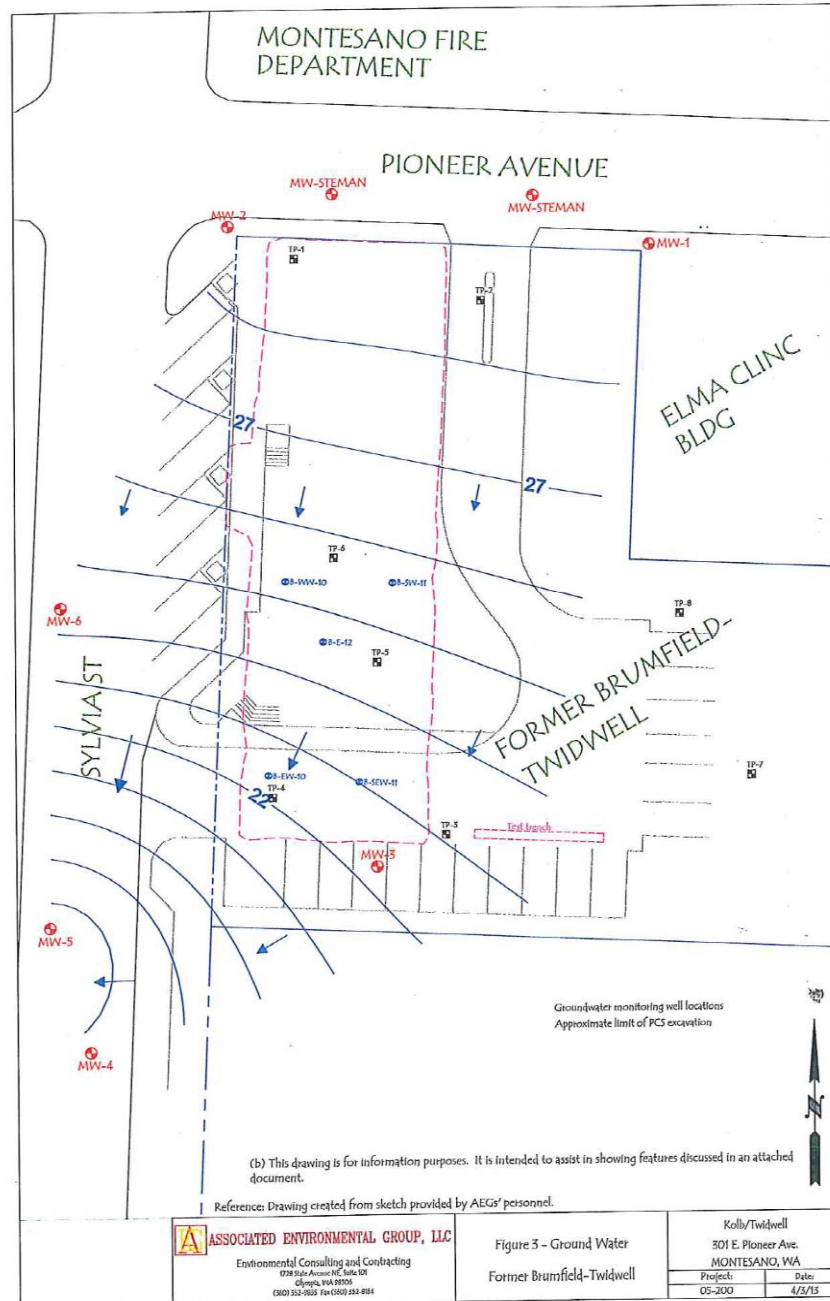 MONTESANO FIRE
DEPARTMENT
PIONEER AVENUE
MW-STEMAN
MW-STEMAN
MW-2
MW-1
TP-1
TP-2
ELMA CLINC
BLDG
27
27
TP-6
B-WW-10
B-SW-11
TP-8
MW-6
B-E-12
TP-5
FORMER BRUMFIELD-
TWIDWELL
SYLVIA ST
B-EW-10
B-SEW-11
TP-7
TP-4
22
TP-3
Test trench
MW-3
MW-5
Groundwater monitoring well locations
Approximate limit of PCS excavation
MW-4
N
(b) This drawing is for information purposes. It is intended to assist in showing features discussed in an attached
document.
Reference: Drawing created from sketch provided by AEGs' personnel.
ASSOCIATED ENVIRONMENTAL GROUP, LLC
Environmental Consulting and Contracting
Figure 3 - Ground Water
Former Brumfield-Twidwell
Kolb/Twidwell
301 E. Pioneer Ave.
MONTESANO, WA
Project:
Date:
05-200
4/3/13